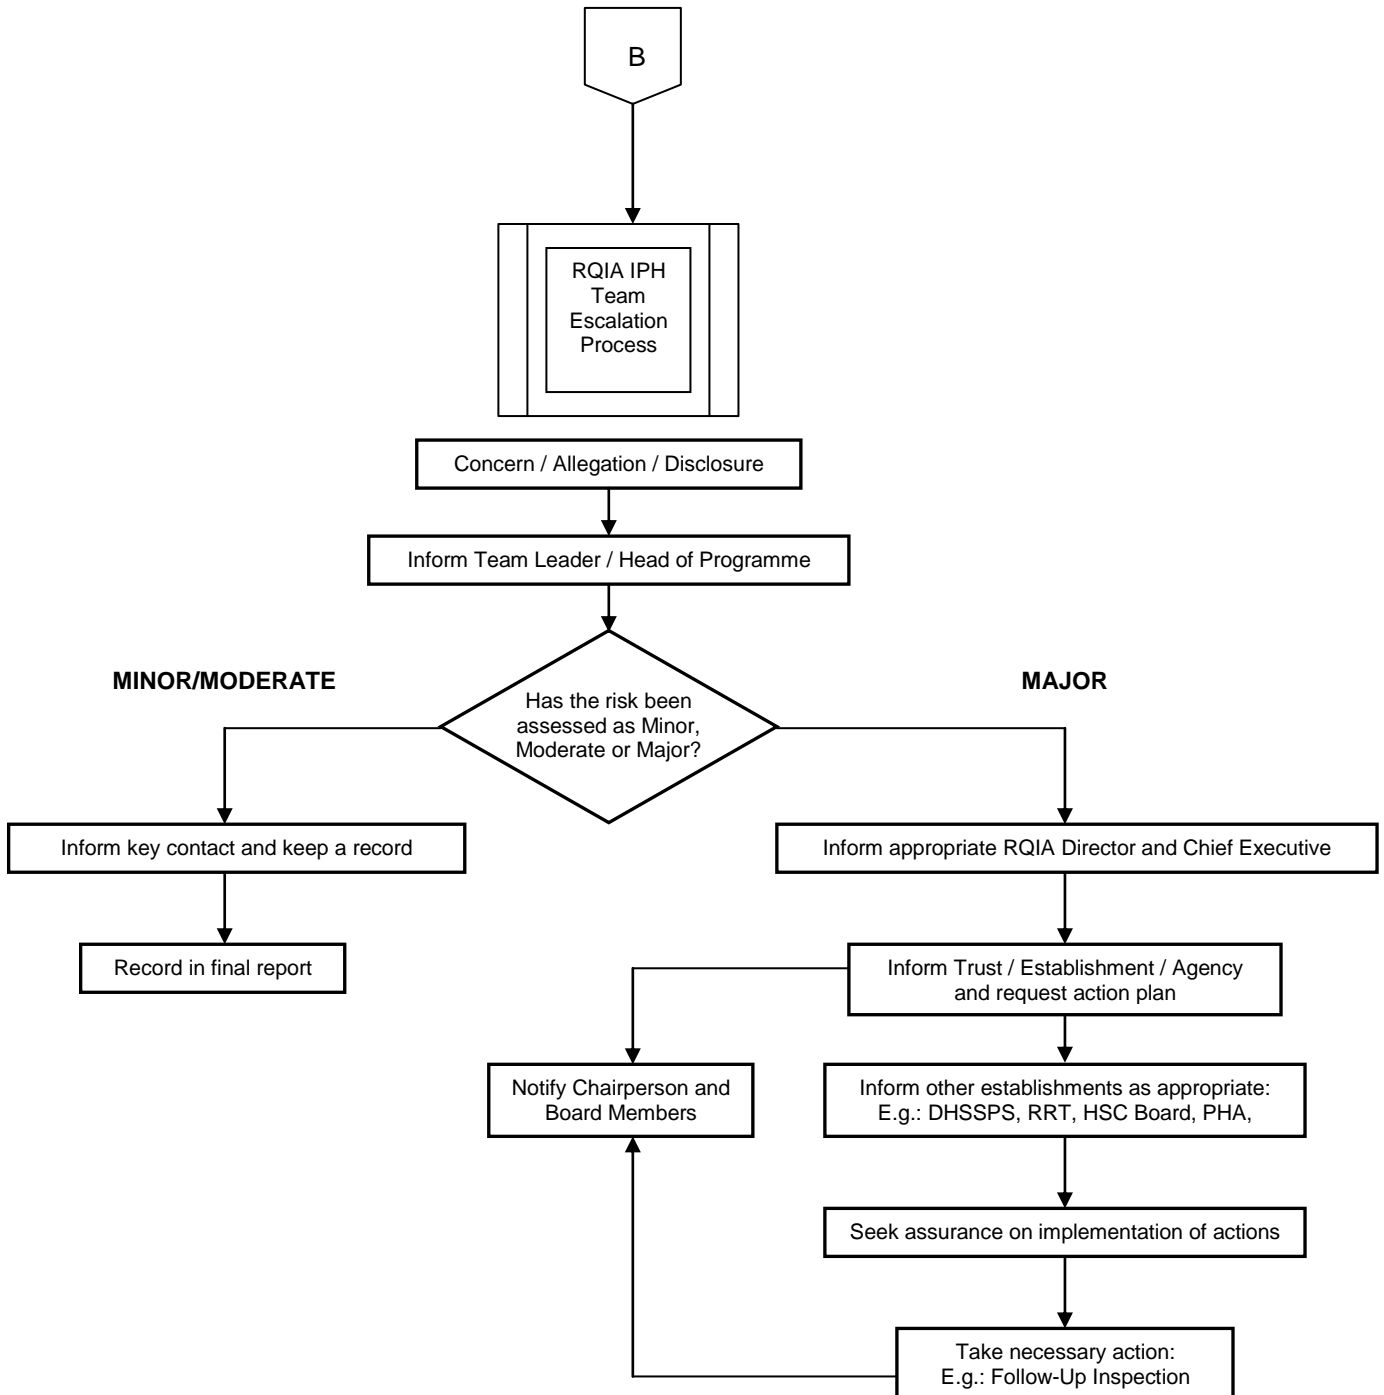 B
RQIA IPH
Team
Escalation
Process
Concern / Allegation / Disclosure
Inform Team Leader / Head of Programme
MINOR/MODERATE
MAJOR
Has the risk been
assessed as Minor,
Moderate or Major?
Inform key contact and keep a record
Inform appropriate RQIA Director and Chief Executive
Record in final report
Inform Trust / Establishment / Agency
and request action plan
Notify Chairperson and
Board Members
Inform other establishments as appropriate:
E.g.: DHSSPS, RRT, HSC Board, PHA,
Seek assurance on implementation of actions
Take necessary action:
E.g.: Follow-Up Inspection